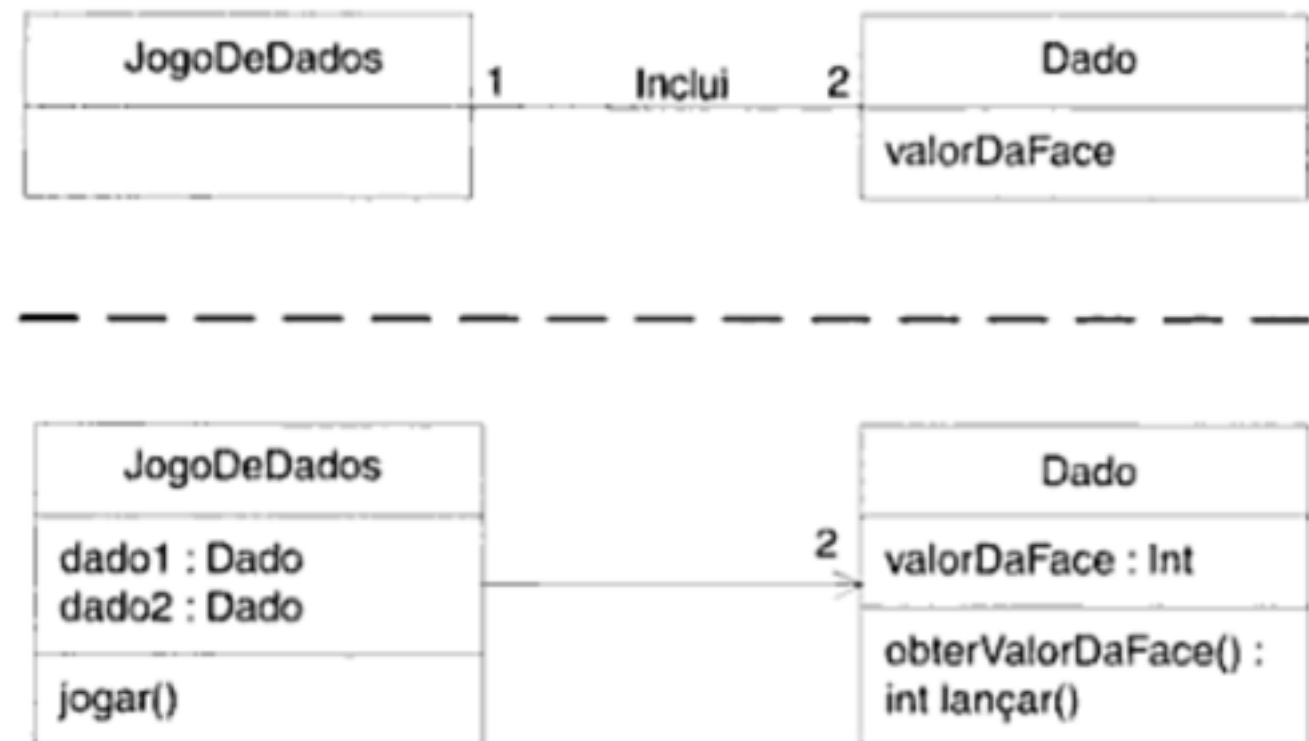 JogoDeDados
1 Inclui 2
Dado
valorDaFace
JogoDeDados
dado1 : Dado
dado2 : Dado
jogar()
2
Dado
valorDaFace : Int
obterValorDaFace() :
int lançar()